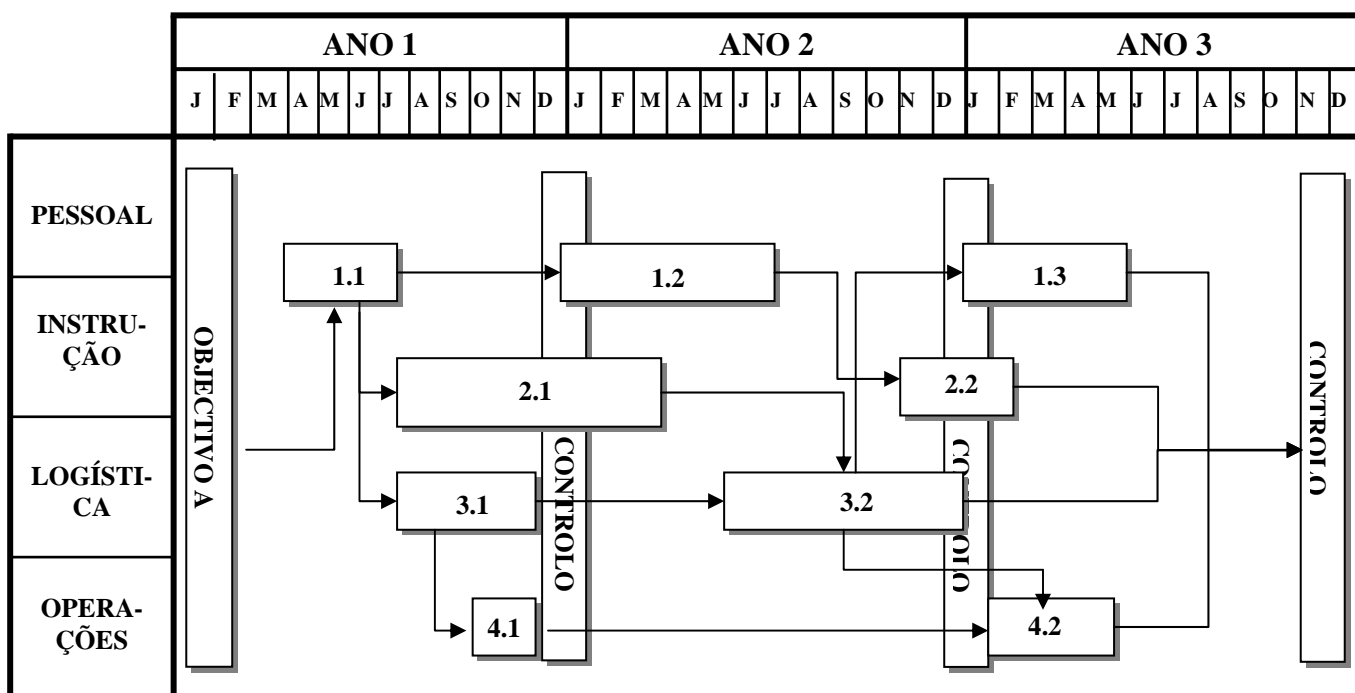 ANO 1 ANO 2 ANO 3
J F M A M J J A S O N D J F M A M J J A S O N D J F M A M J J A S O N D
PESSOAL
INSTRU-
ÇÃO
LOGÍSTI-
CA
OPERA-
ÇÕES
OBJECTIVO A
1.1 1.2 1.3
2.1 2.2
3.1 3.2
4.1 4.2
CONTROLO
CONTROLO
CONTROLO